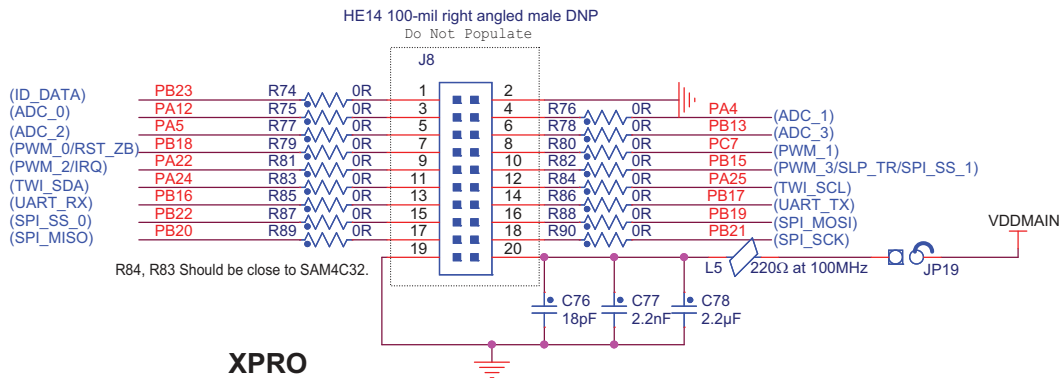 HE14 100-mil right angled male DNP
Do Not Populate
J8
(ID_DATA) PB23 R74 0R 1 2
(ADC_0) PA12 R75 0R 3 4 R76 0R PA4 (ADC_1)
(ADC_2) PA5 R77 0R 5 6 R78 0R PB13 (ADC_3)
(PWM_0/RST_ZB) PB18 R79 0R 7 8 R80 0R PC7 (PWM_1)
(PWM_2/IRQ) PA22 R81 0R 9 10 R82 0R PB15 (PWM_3/SLP_TR/SPI_SS_1)
(TWI_SDA) PA24 R83 0R 11 12 R84 0R PA25 (TWI_SCL)
(UART_RX) PB16 R85 0R 13 14 R86 0R PB17 (UART_TX)
(SPI_SS_0) PB22 R87 0R 15 16 R88 0R PB19 (SPI_MOSI)
(SPI_MISO) PB20 R89 0R 17 18 R90 0R PB21 (SPI_SCK)
19 20
VDDMAIN
R84, R83 Should be close to SAM4C32.
L5 220Ω at 100MHz JP19
C76 C77 C78
18pF 2.2nF 2.2µF
XPRO